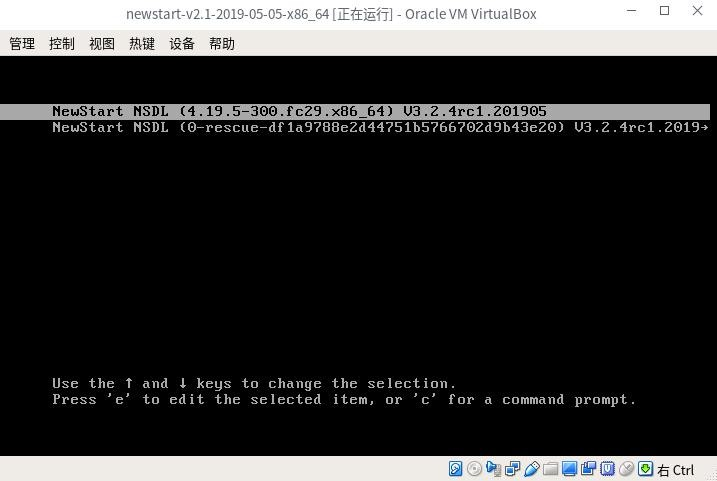 newstart-v2.1-2019-05-05-x86_64 [正在运行] - Oracle VM VirtualBox
管理 控制 视图 热键 设备 帮助
NewStart NSDL (4.19.5-300.fc29.x86_64) V3.2.4rc1.201905
NewStart NSDL (0-rescue-df1a9788e2d44751b5766702d9b43e20) V3.2.4rc1.2019→
Use the ↑ and ↓ keys to change the selection.
Press 'e' to edit the selected item, or 'c' for a command prompt.
右 Ctrl